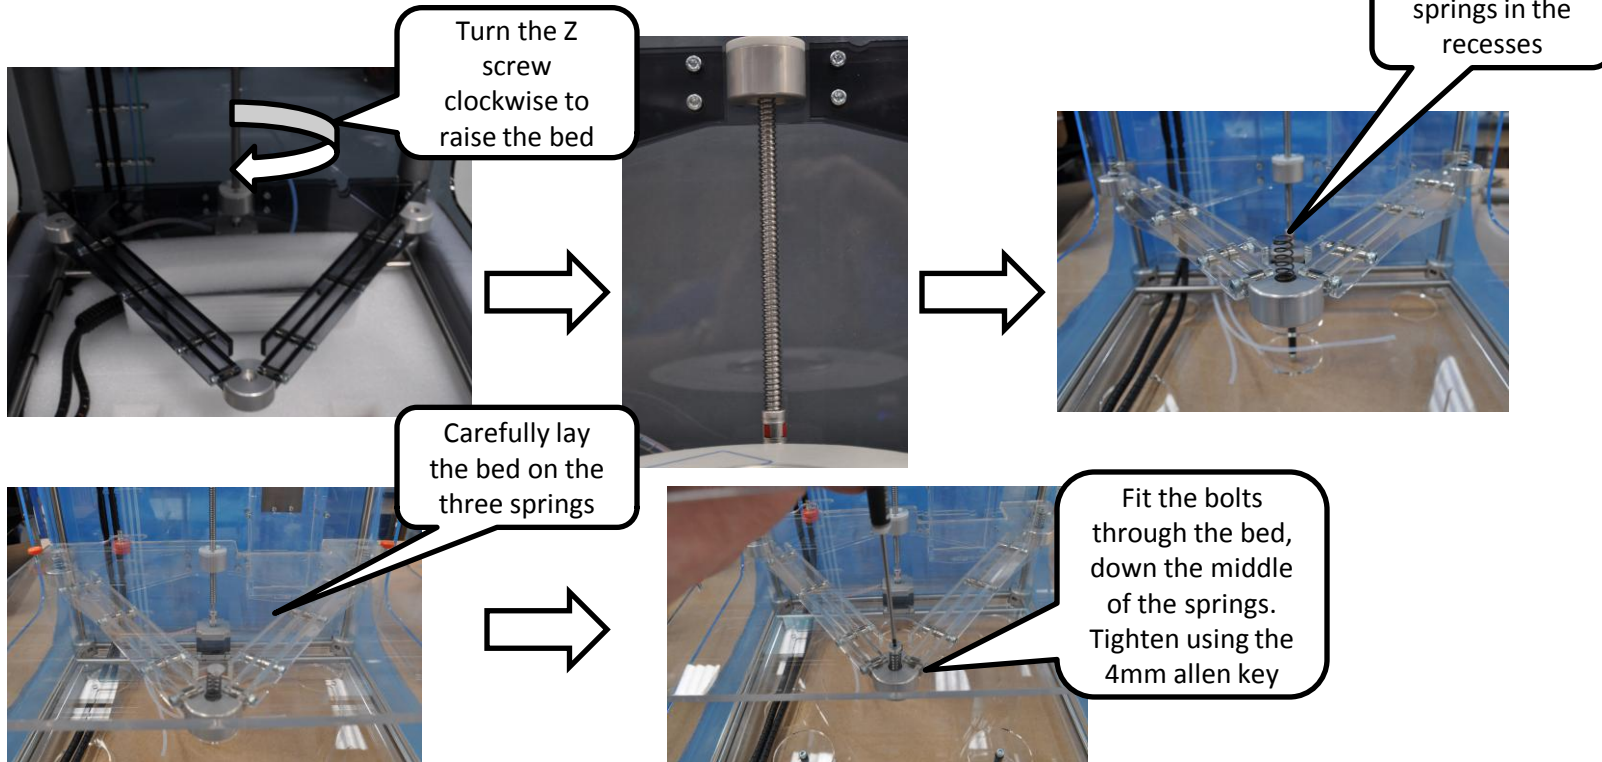 Turn the Z
screw
clockwise to
raise the bed
springs in the
recesses
Carefully lay
the bed on the
three springs
Fit the bolts
through the bed,
down the middle
of the springs.
Tighten using the
4mm allen key